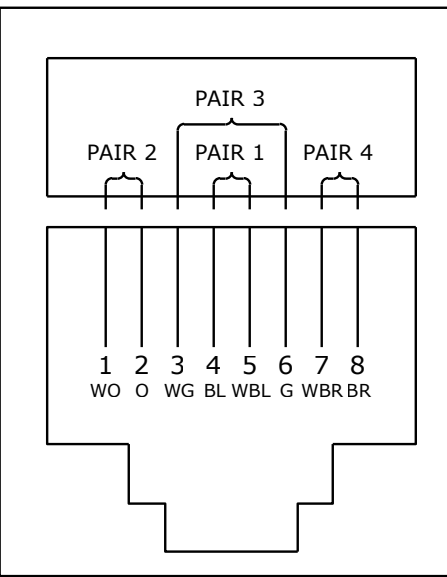 PAIR 3
PAIR 2 PAIR 1 PAIR 4
1 2 3 4 5 6 7 8
WO O WG BL WBL G WBR BR